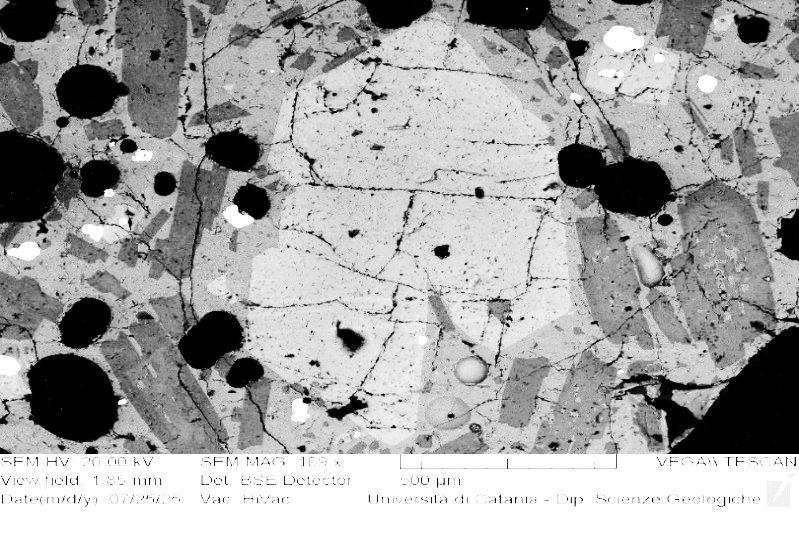 SEM HV: 20.00 kV SEM MAG: 109 x VEGA\\ TESCAN
View field: 1.85 mm Det: BSE Detector 500 µm
Date(m/d/y): 07/25/25 Vac: HiVac Università di Catania - Dip. Scienze Geologiche